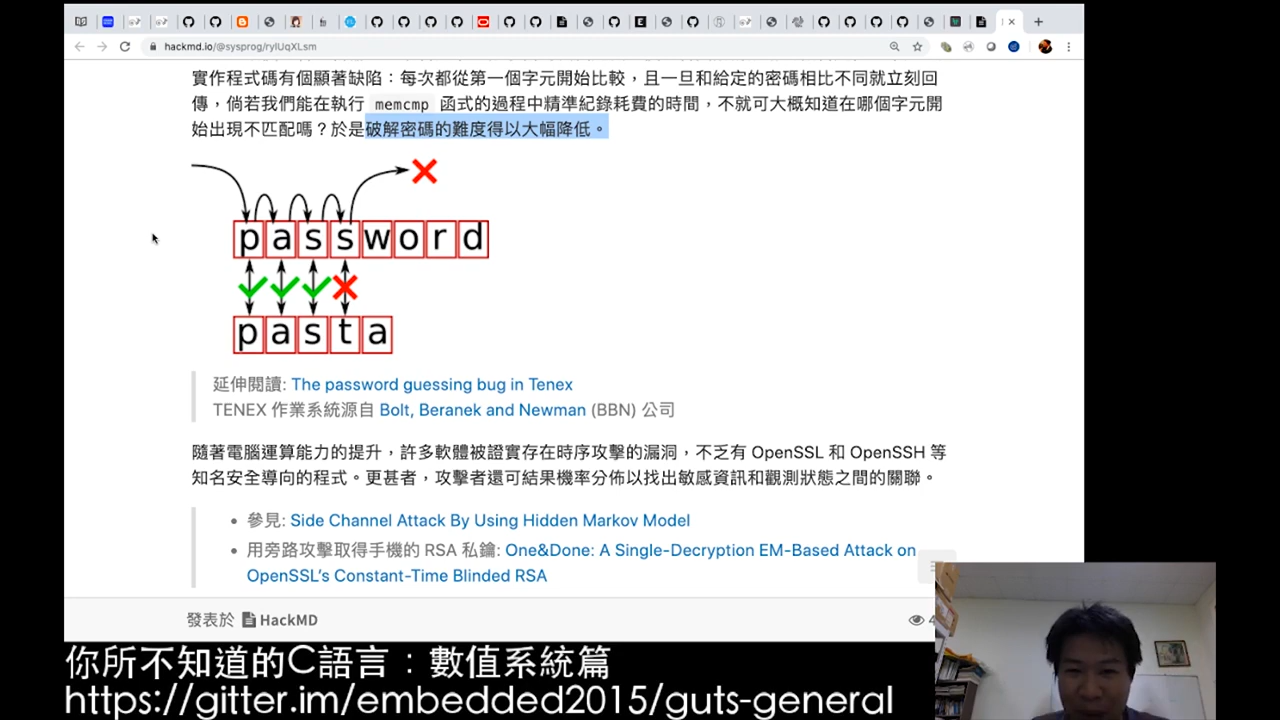 hackmd.io/@sysprog/rylUqXLsm
實作程式碼有個顯著缺陷：每次都從第一個字元開始比較，且一旦和給定的密碼相比不同就立刻回
傳，倘若我們能在執行 memcmp 函式的過程中精準紀錄耗費的時間，不就可大概知道在哪個字元開
始出現不匹配嗎？於是破解密碼的難度得以大幅降低。
password
pasta
延伸閱讀: The password guessing bug in Tenex
TENEX 作業系統源自 Bolt, Beranek and Newman (BBN) 公司
隨著電腦運算能力的提升，許多軟體被證實存在時序攻擊的漏洞，不乏有 OpenSSL 和 OpenSSH 等
知名安全導向的程式。更甚者，攻擊者還可結果機率分佈以找出敏感資訊和觀測狀態之間的關聯。
參見: Side Channel Attack By Using Hidden Markov Model
用旁路攻擊取得手機的 RSA 私鑰: One&Done: A Single-Decryption EM-Based Attack on
OpenSSL's Constant-Time Blinded RSA
發表於 HackMD
你所不知道的C語言：數值系統篇
https://gitter.im/embedded2015/guts-general